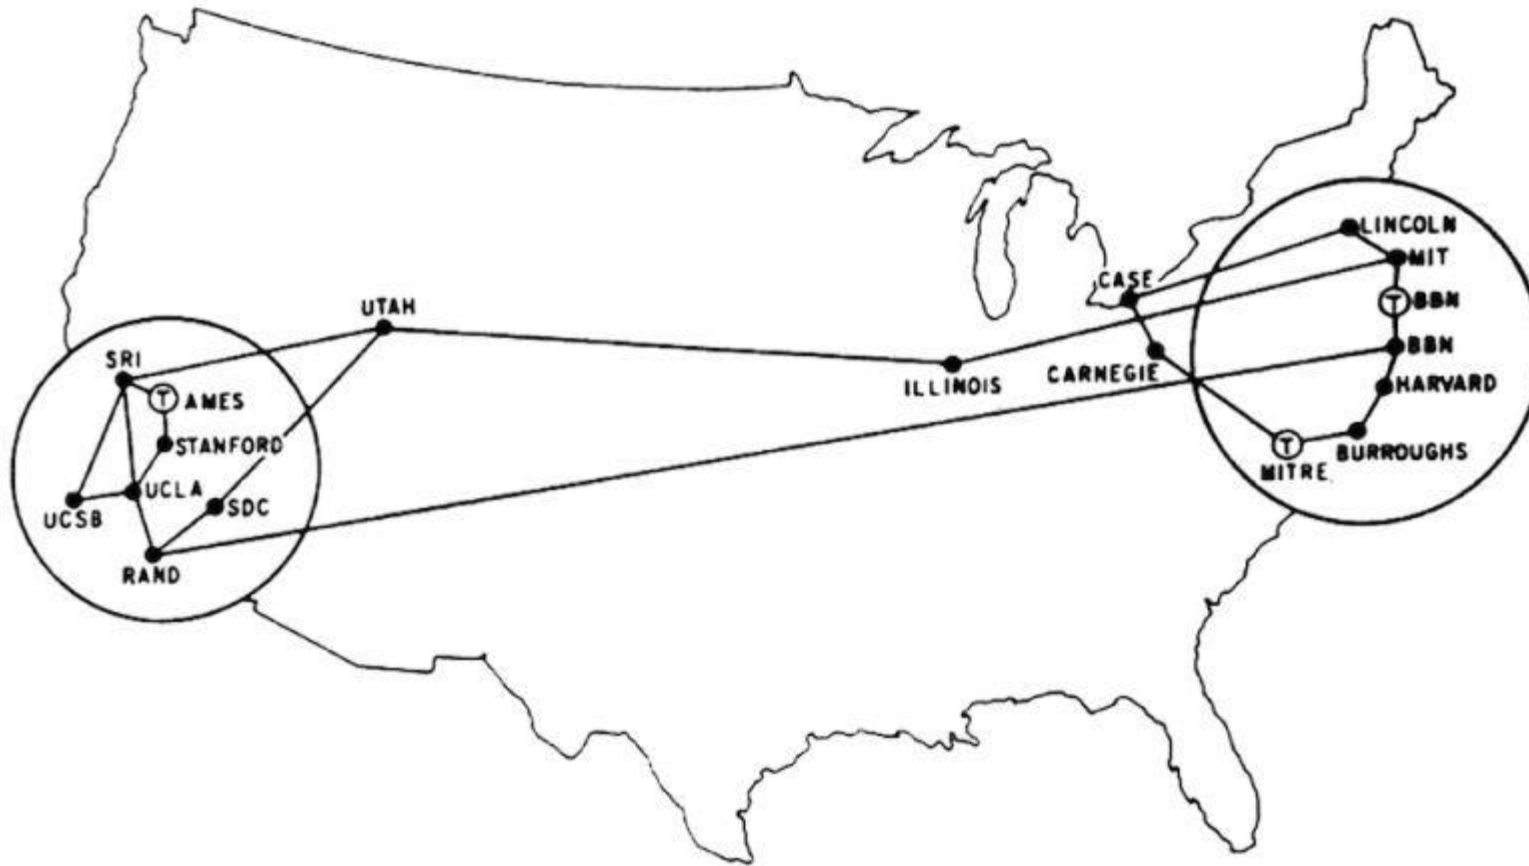 LINCOLN
MIT
CASE
T BBN
UTAH
BBN
SRI
ILLINOIS
CARNEGIE
HARVARD
T AMES
STANFORD
T
BURROUGHS
MITRE
UCLA
SDC
UCSB
RAND